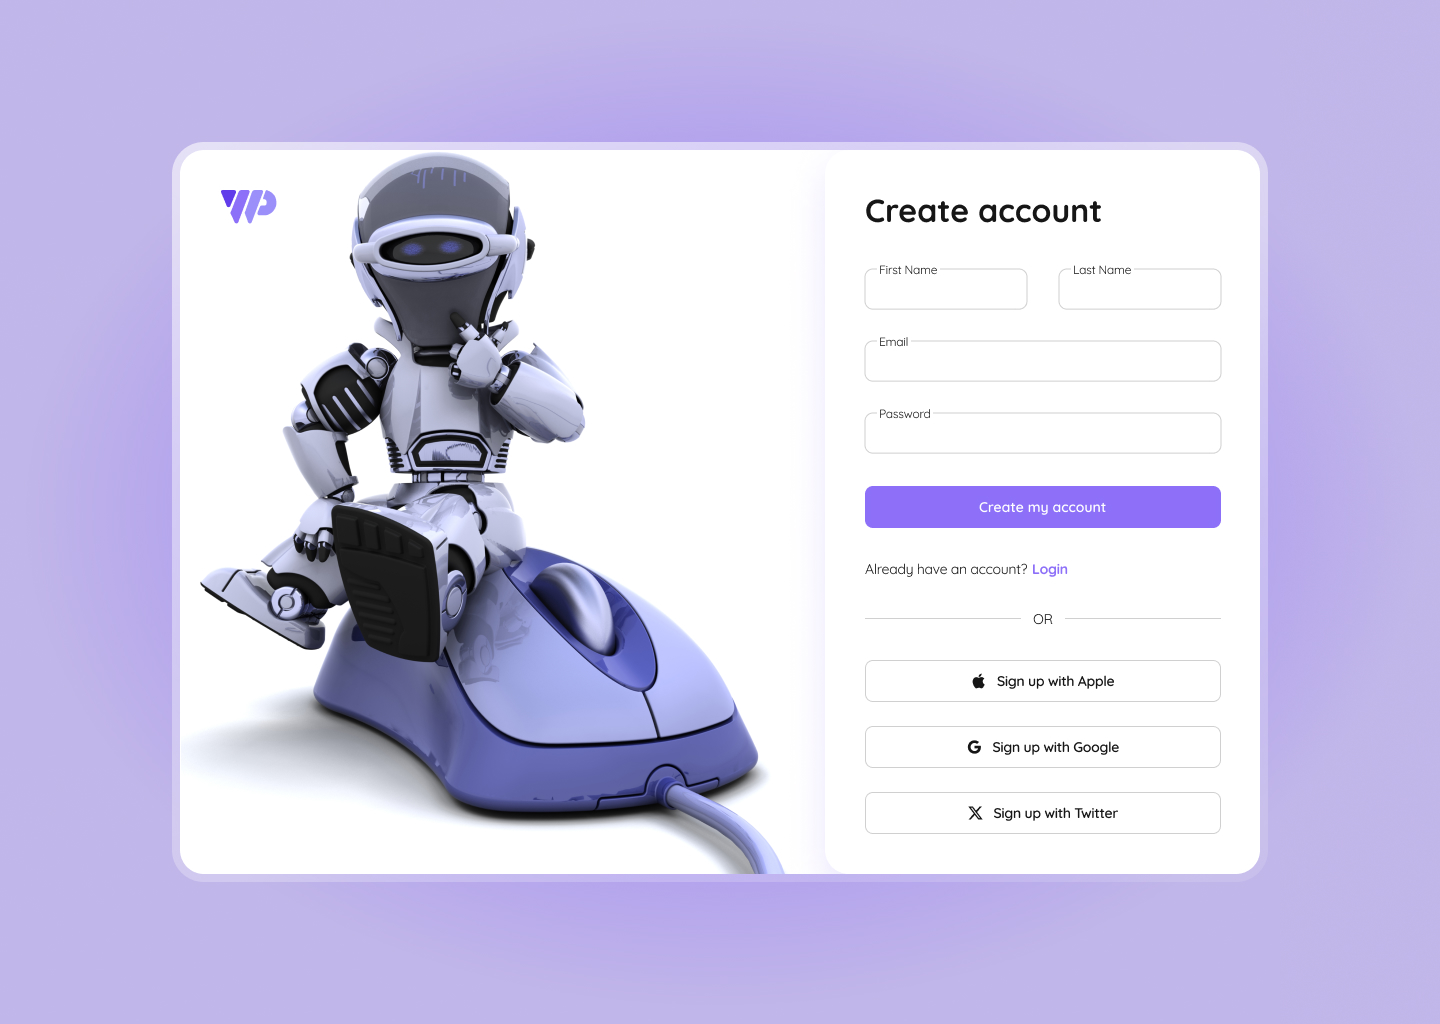 WP
Create account
First Name
Last Name
Email
Password
Create my account
Already have an account? Login
OR
Sign up with Apple
Sign up with Google
Sign up with Twitter